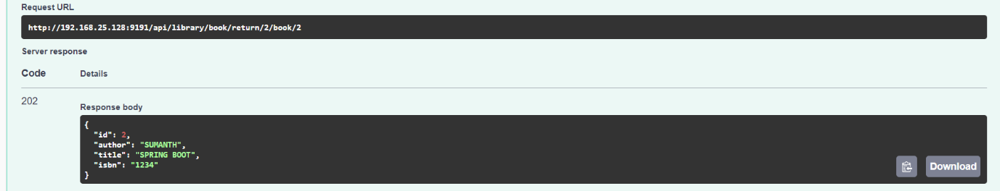 Request URL
http://192.168.25.128:9191/api/library/book/return/2/book/2
Server response
Code Details
202
Response body
{
  "id": 2,
  "author": "SUMANTH",
  "title": "SPRING BOOT",
  "isbn": "1234"
}
Download